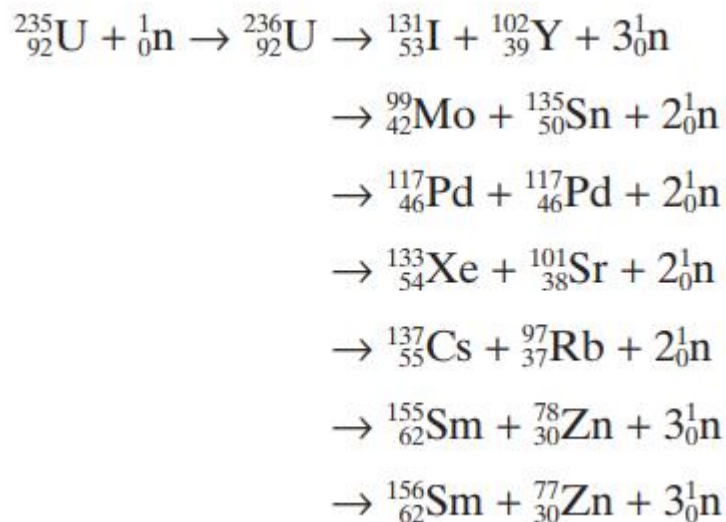 ²³⁵₉₂U + ¹₀n → ²³⁶₉₂U → ¹³¹₅₃I + ¹⁰²₃₉Y + 3¹₀n
→ ⁹⁹₄₂Mo + ¹³⁵₅₀Sn + 2¹₀n
→ ¹¹⁷₄₆Pd + ¹¹⁷₄₆Pd + 2¹₀n
→ ¹³³₅₄Xe + ¹⁰¹₃₈Sr + 2¹₀n
→ ¹³⁷₅₅Cs + ⁹⁷₃₇Rb + 2¹₀n
→ ¹⁵⁵₆₂Sm + ⁷⁸₃₀Zn + 3¹₀n
→ ¹⁵⁶₆₂Sm + ⁷⁷₃₀Zn + 3¹₀n